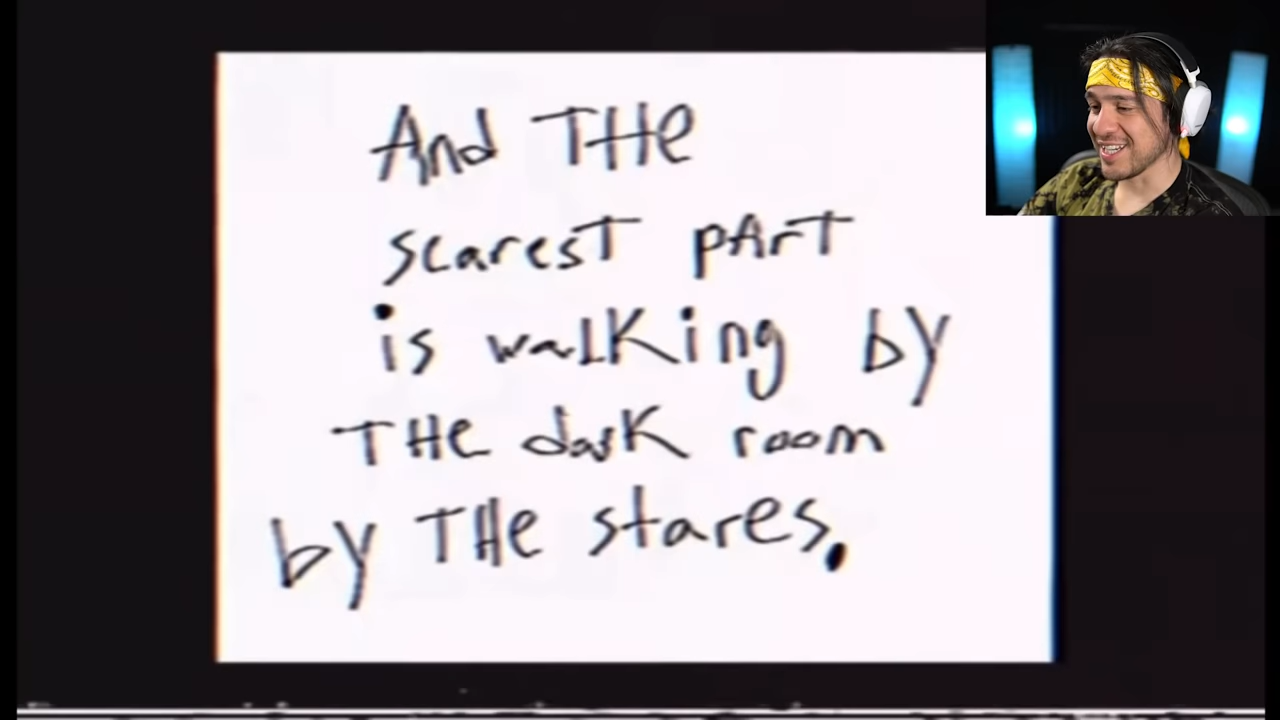 And THe
scarest part
is walking by
THe dark room
by THe stares.